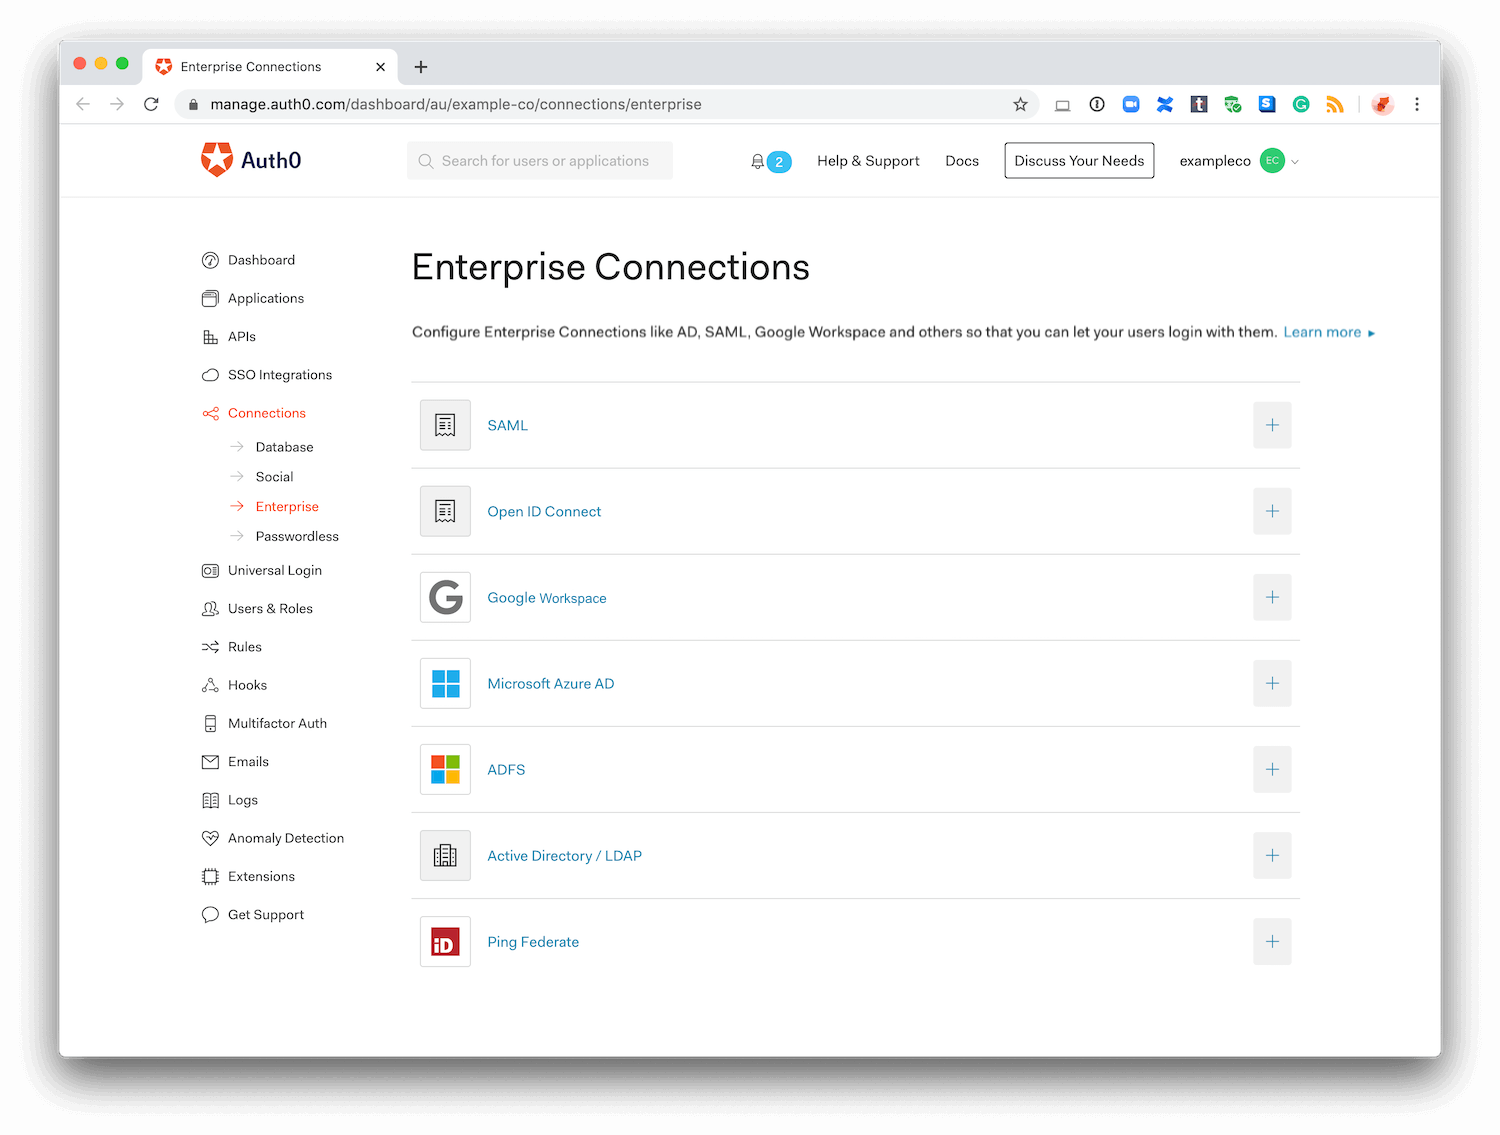 Enterprise Connections
manage.auth0.com/dashboard/au/example-co/connections/enterprise
Auth0
Search for users or applications
2
Help & Support
Docs
Discuss Your Needs
exampleco
EC
Dashboard
Applications
APIs
SSO Integrations
Connections
Database
Social
Enterprise
Passwordless
Universal Login
Users & Roles
Rules
Hooks
Multifactor Auth
Emails
Logs
Anomaly Detection
Extensions
Get Support
Enterprise Connections
Configure Enterprise Connections like AD, SAML, Google Workspace and others so that you can let your users login with them. Learn more
SAML
Open ID Connect
G
Google Workspace
Microsoft Azure AD
ADFS
Active Directory / LDAP
iD
Ping Federate